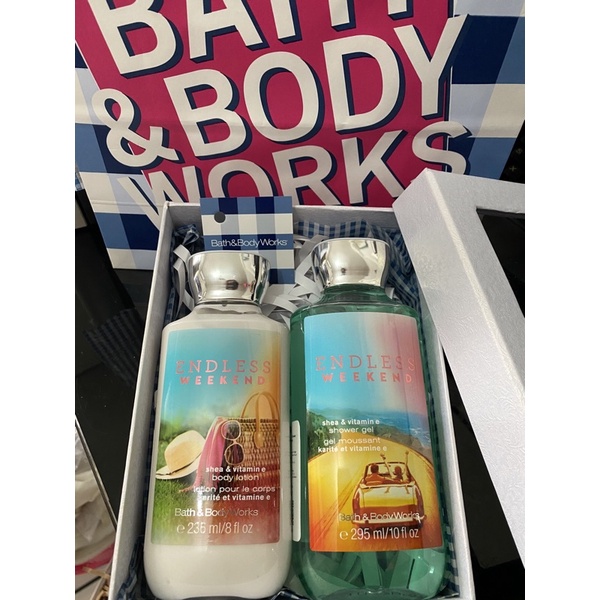 BATH
& BODY
WORKS
Bath&BodyWorks
ENDLESS
WEEKEND
shea & vitamin e
body lotion
lotion pour le corps
karité et vitamine e
Bath & BodyWorks
e 235 ml/8 fl oz
ENDLESS
WEEKEND
shea & vitamin e
shower gel
gel moussant
karité et vitamine e
Bath & BodyWorks
e 295 ml/10 fl oz